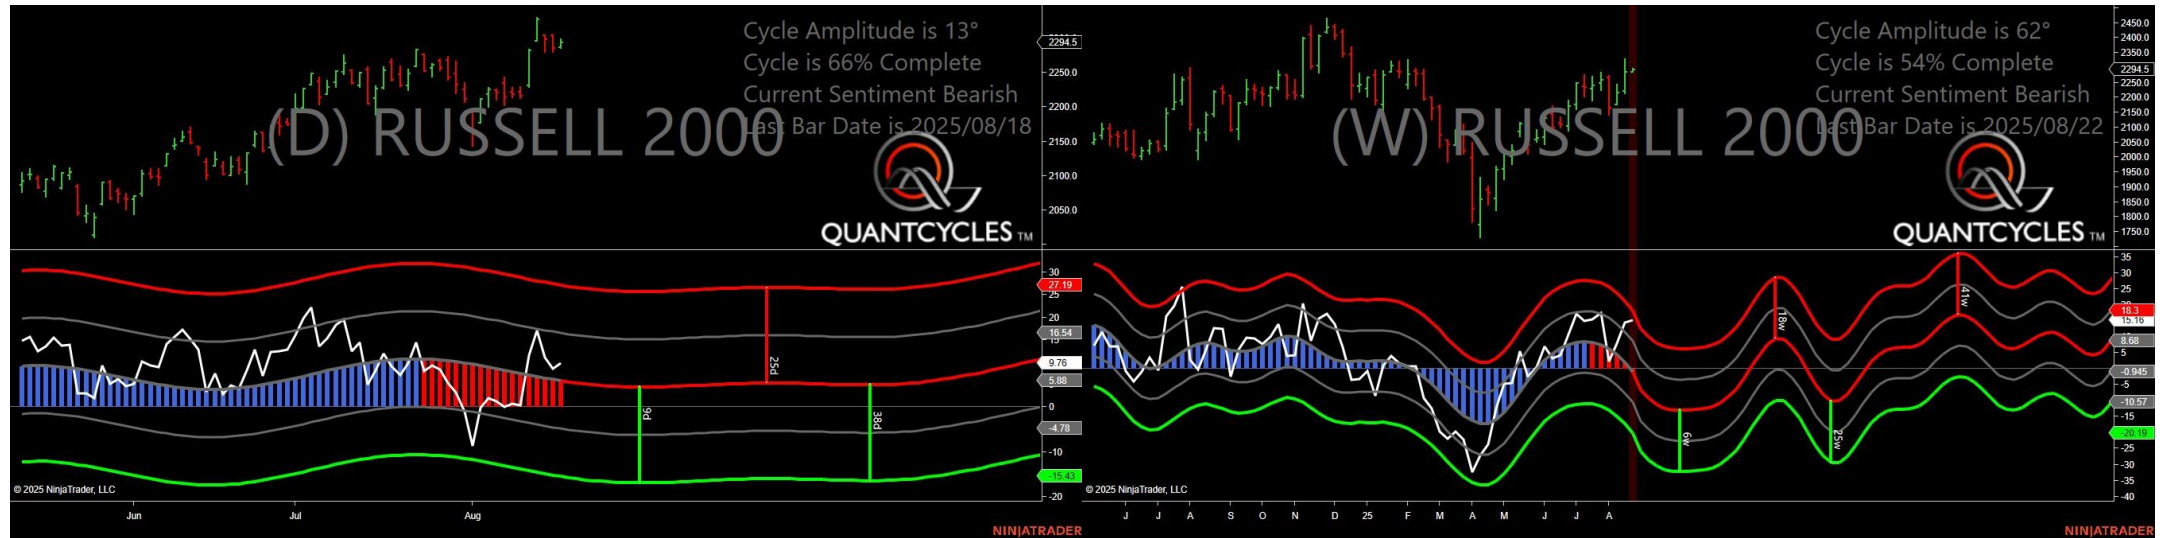 Cycle Amplitude is 13°
Cycle is 66% Complete
Current Sentiment Bearish
Last Bar Date is 2025/08/18
(D) RUSSELL 2000
QUANTCYCLES TM
2294.5
2250.0
2200.0
2150.0
2100.0
2050.0
30
27.19
25
20
16.54
15
9.76
5.88
0
-4.78
-10
-15.43
-20
25d
9d
38d
© 2025 NinjaTrader, LLC
Jun
Jul
Aug
NINJATRADER
Cycle Amplitude is 62°
Cycle is 54% Complete
Current Sentiment Bearish
Last Bar Date is 2025/08/22
(W) RUSSELL 2000
QUANTCYCLES TM
2450.0
2400.0
2350.0
2294.5
2250.0
2200.0
2150.0
2100.0
2050.0
2000.0
1950.0
1900.0
1850.0
1800.0
1750.0
35
30
25
18.3
15.16
8.68
5
-0.945
-5
-10.57
-15
-20.19
-25
-30
-35
-40
18w
41w
6w
25w
© 2025 NinjaTrader, LLC
J
J
A
S
O
N
D
25
F
M
A
M
J
J
A
NINJATRADER